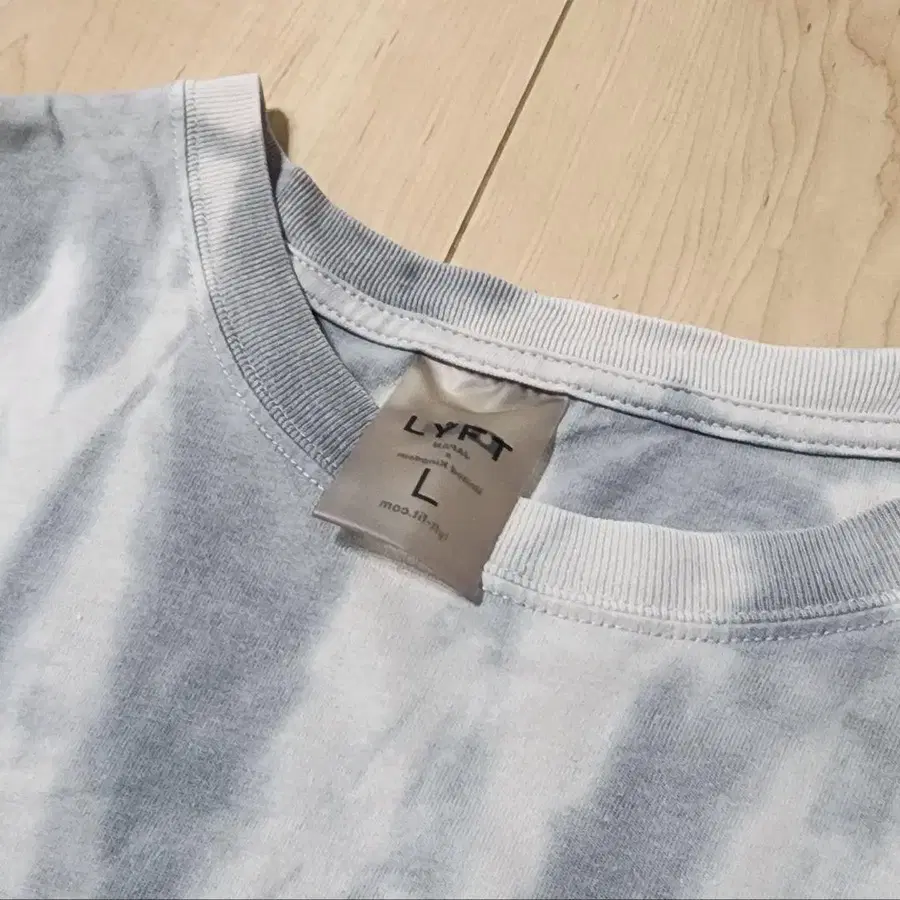 LYFT
JAPAN
x
United Kingdom
L
lyft-fit.com